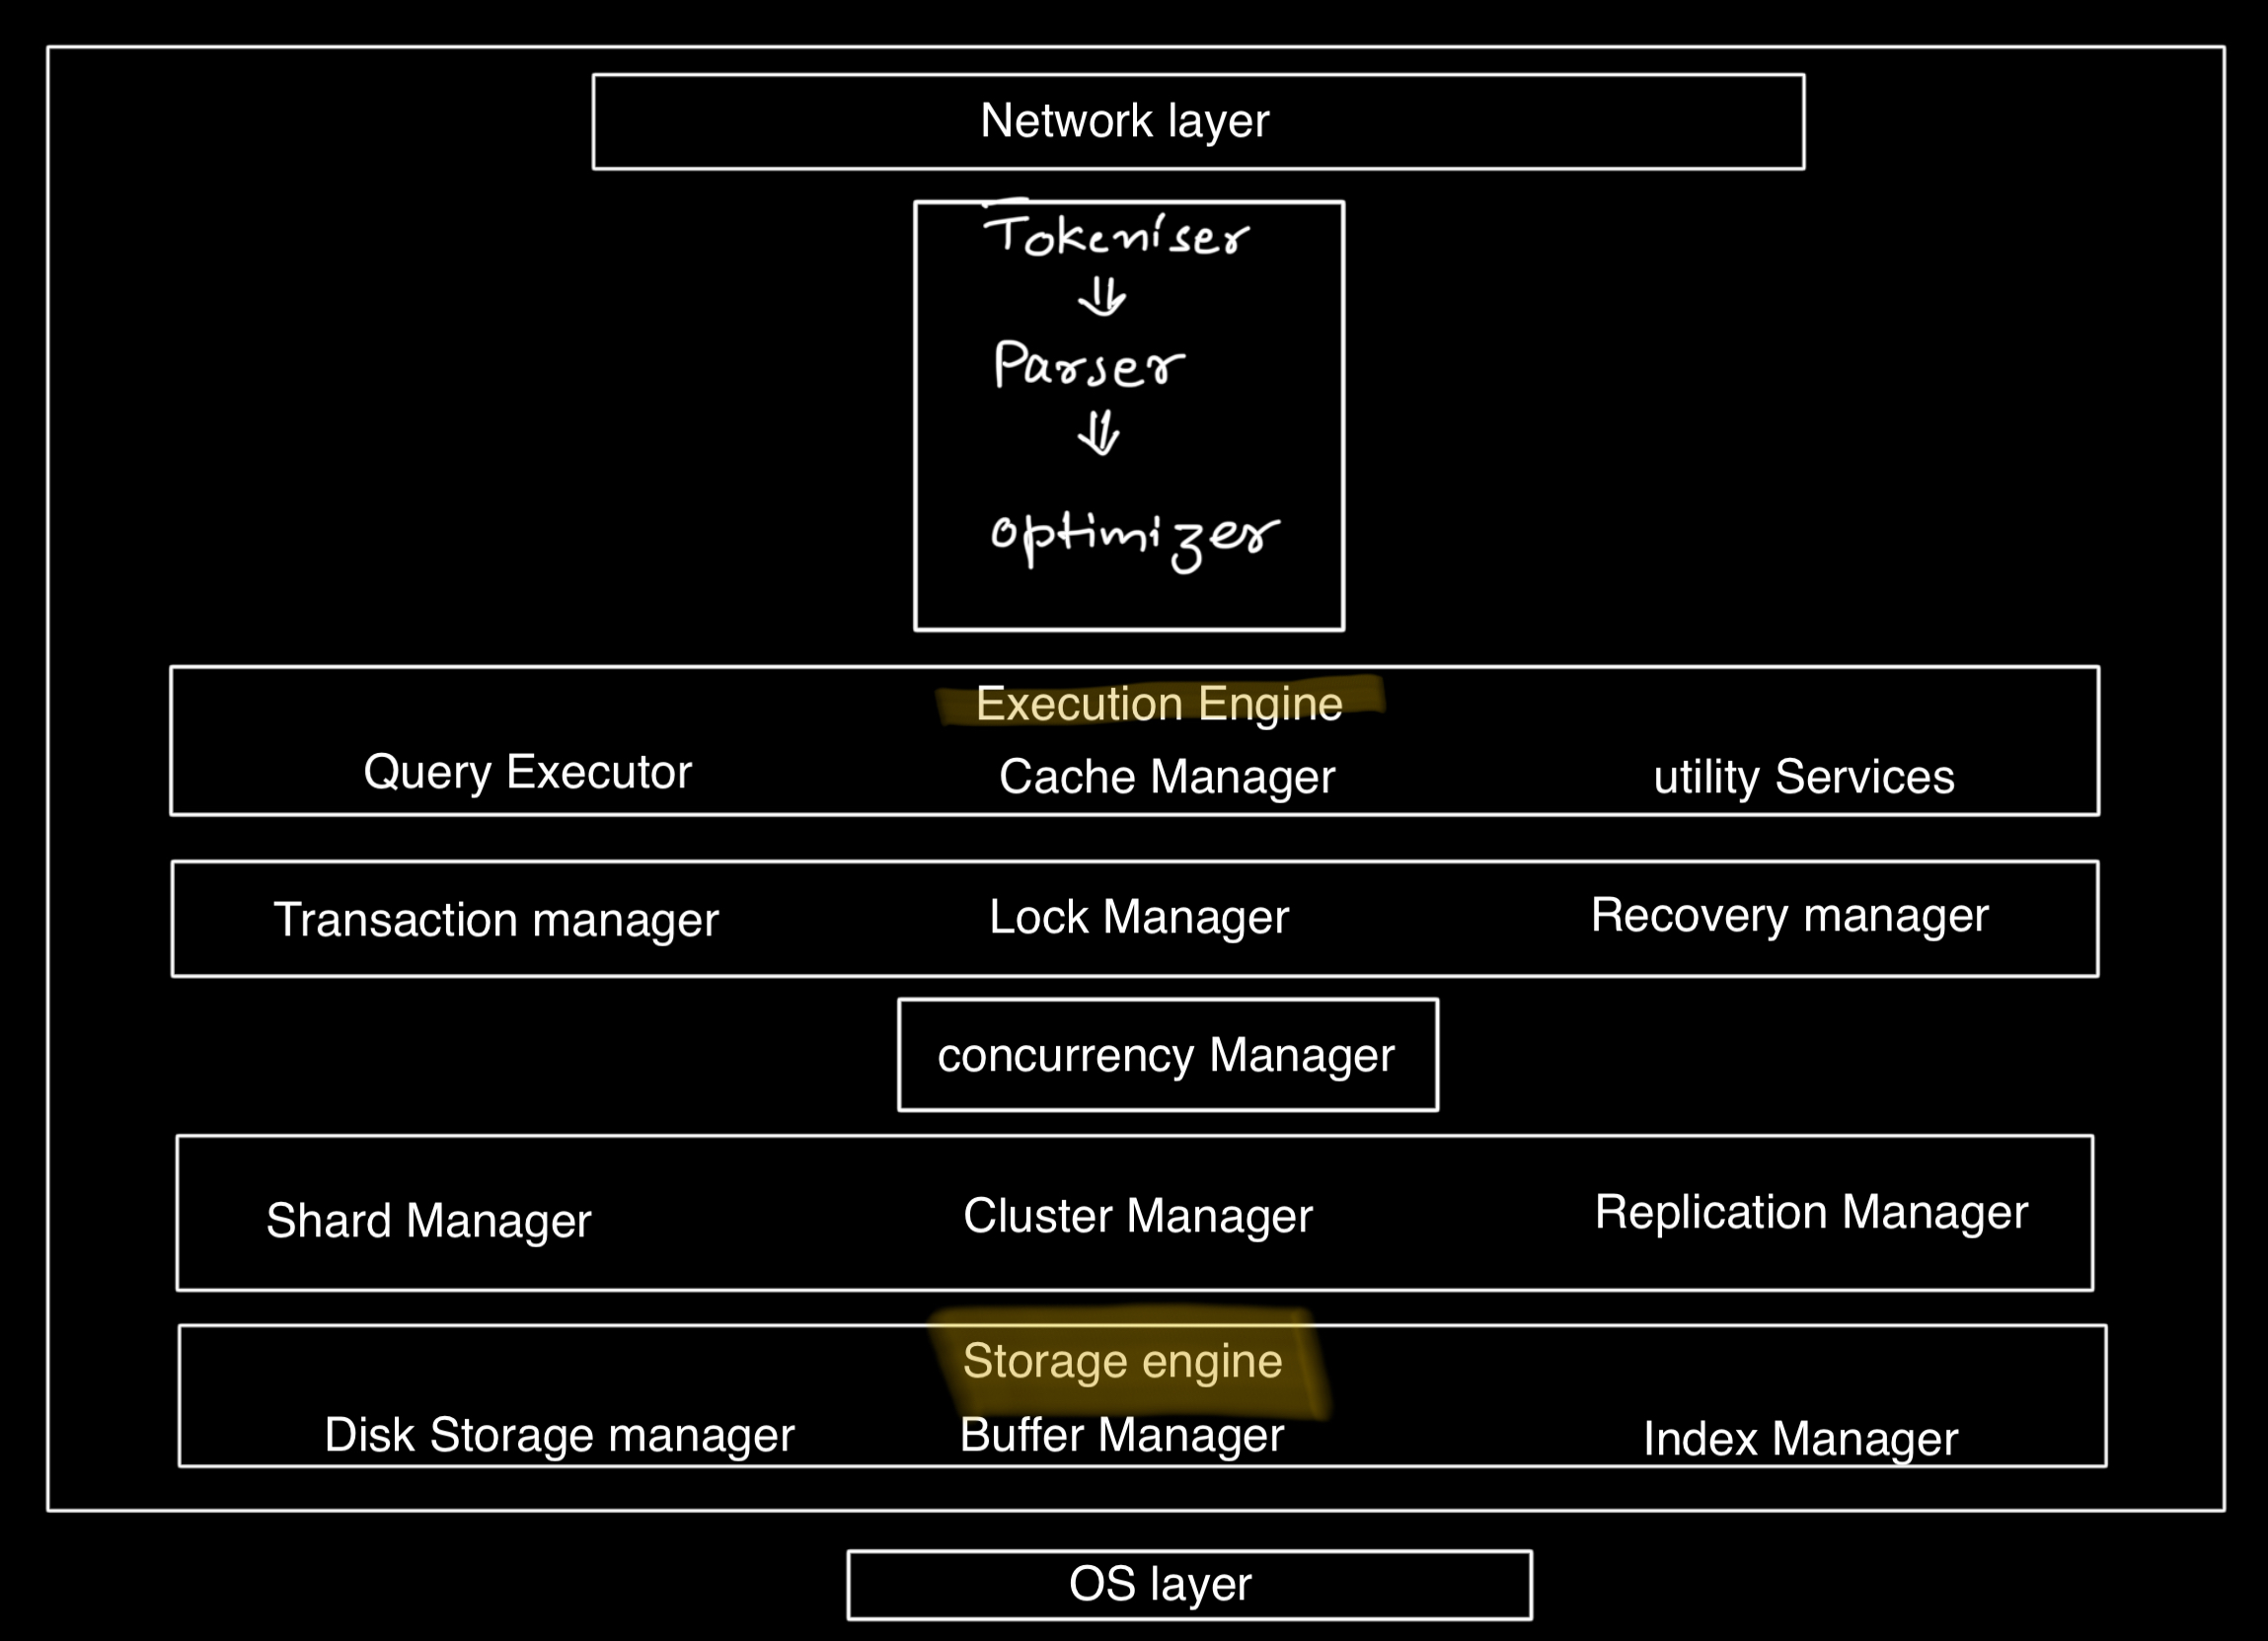 Network layer
Tokeniser
Parser
optimizer
Execution Engine
Query Executor Cache Manager utility Services
Transaction manager Lock Manager Recovery manager
concurrency Manager
Shard Manager Cluster Manager Replication Manager
Storage engine
Disk Storage manager Buffer Manager Index Manager
OS layer